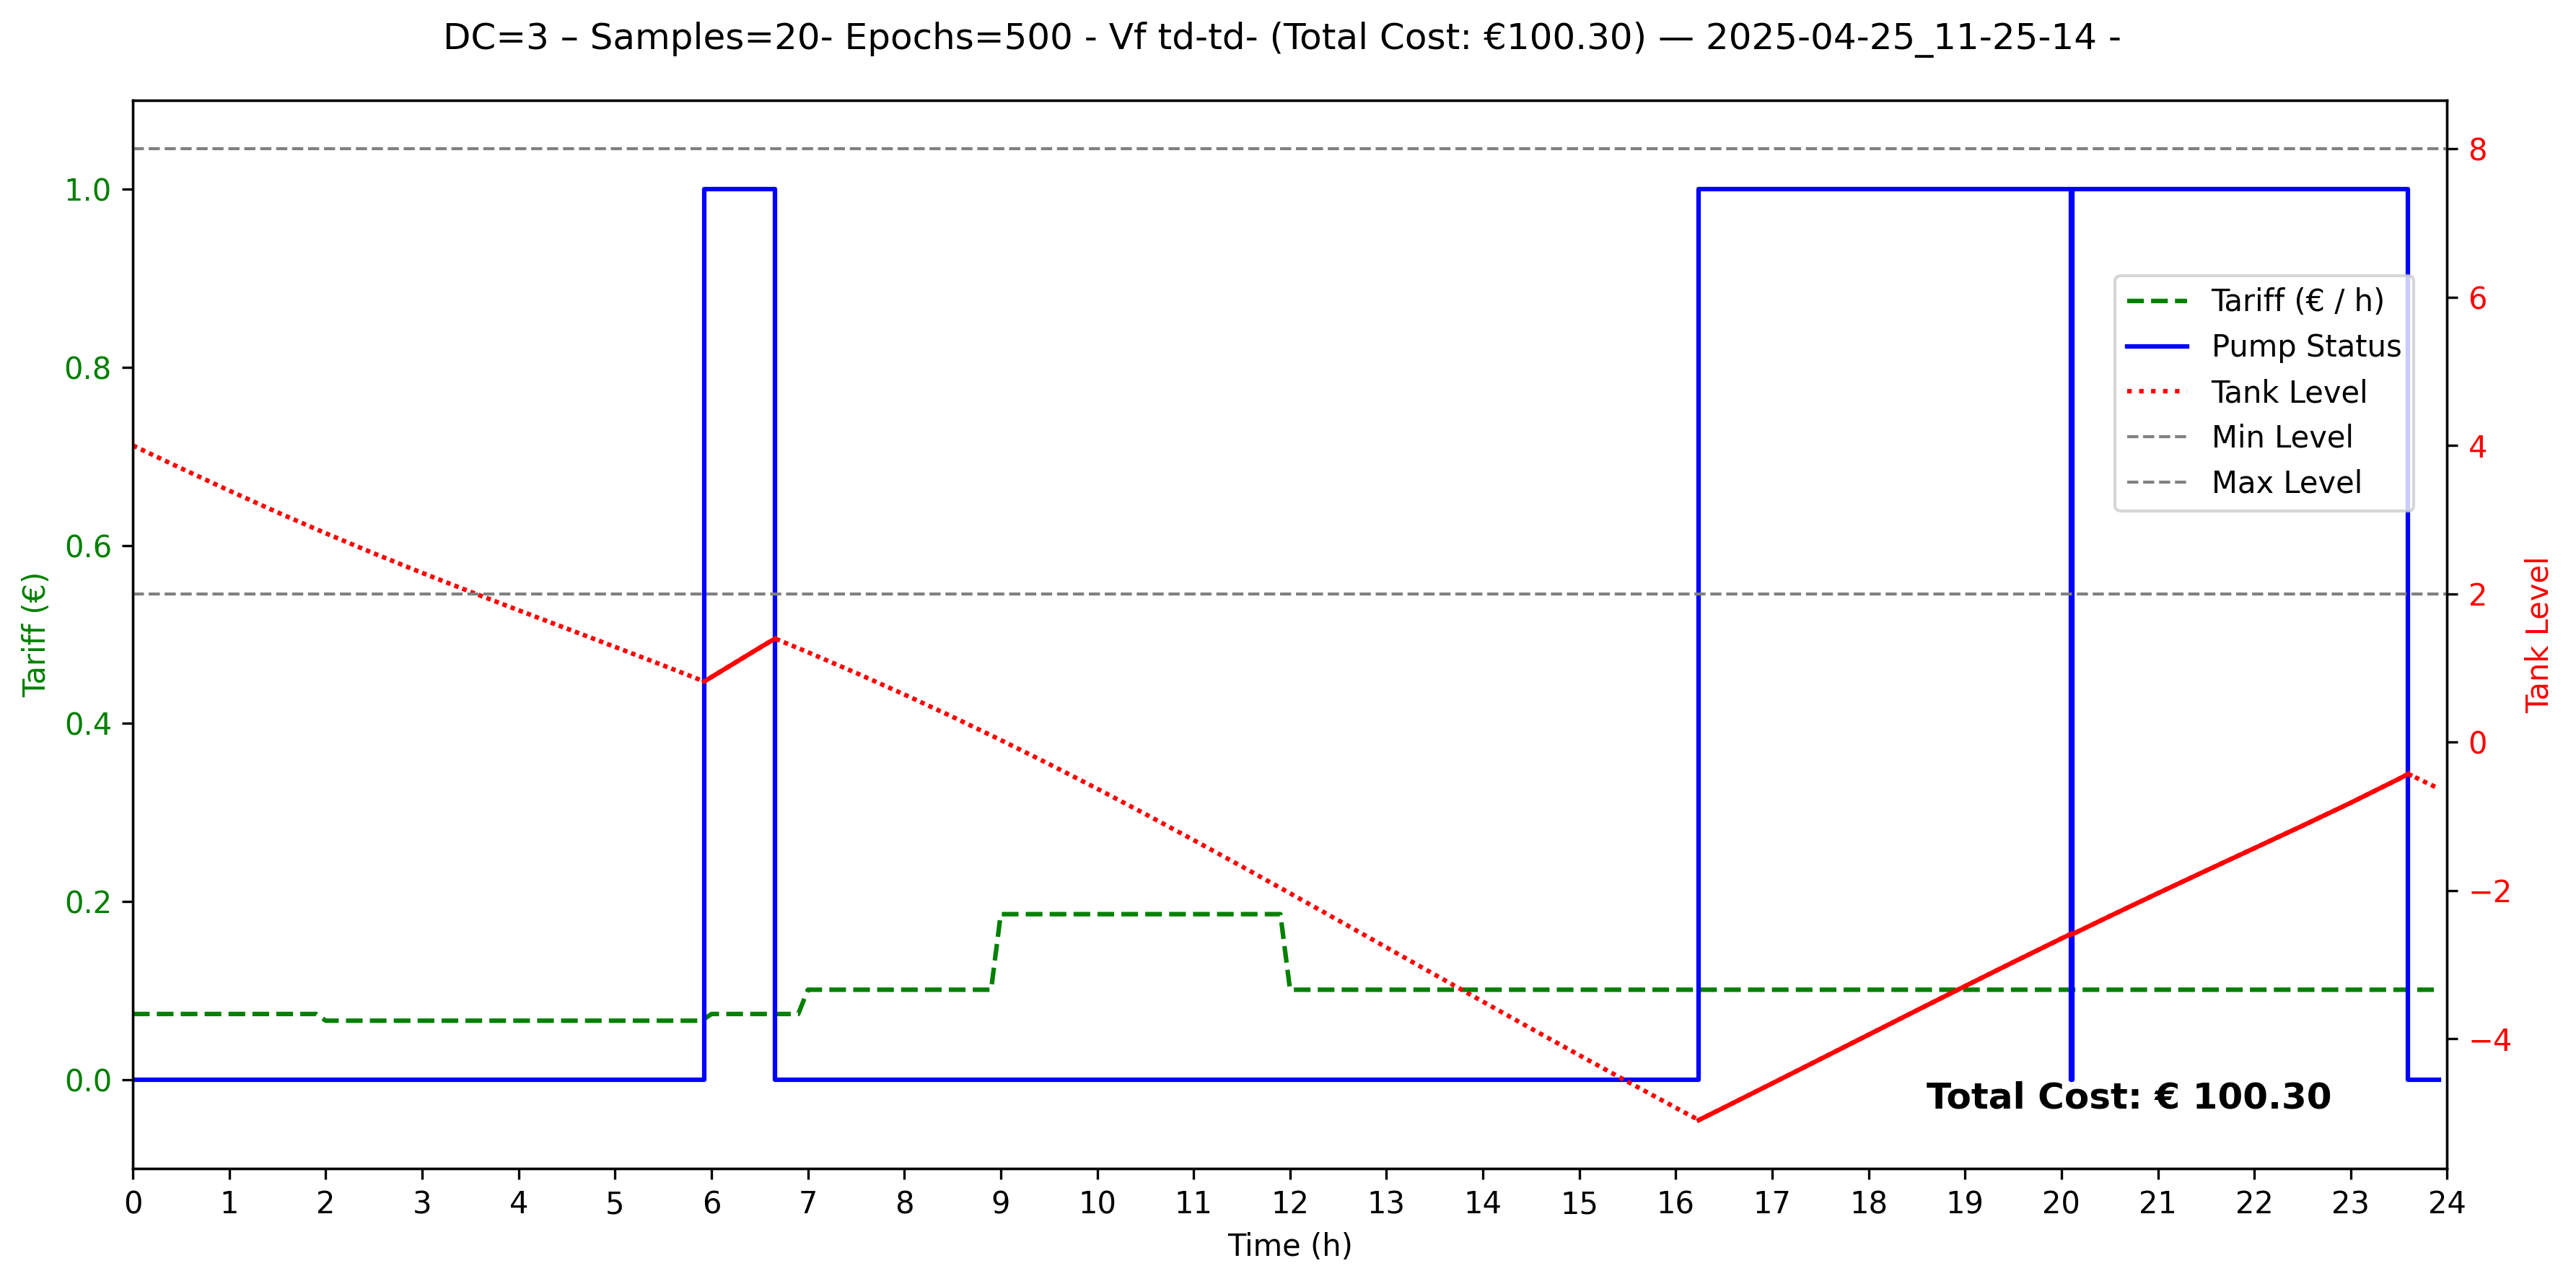 DC=3 – Samples=20- Epochs=500 - Vf td-td- (Total Cost: €100.30) — 2025-04-25_11-25-14 -
Tariff (€)
1.0
0.8
0.6
0.4
0.2
0.0
8
6
4
2
0
−2
−4
Tank Level
Tariff (€ / h)
Pump Status
Tank Level
Min Level
Max Level
Total Cost: € 100.30
0 1 2 3 4 5 6 7 8 9 10 11 12 13 14 15 16 17 18 19 20 21 22 23 24
Time (h)